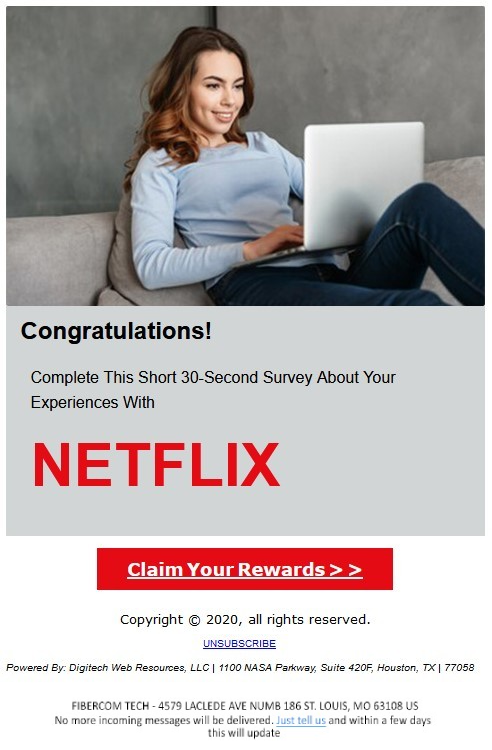 Congratulations!
Complete This Short 30-Second Survey About Your
Experiences With
NETFLIX
Claim Your Rewards > >
Copyright © 2020, all rights reserved.
UNSUBSCRIBE
Powered By: Digitech Web Resources, LLC | 1100 NASA Parkway, Suite 420F, Houston, TX | 77058
FIBERCOM TECH - 4579 LACLEDE AVE NUMB 186 ST. LOUIS, MO 63108 US
No more incoming messages will be delivered. Just tell us and within a few days
this will update